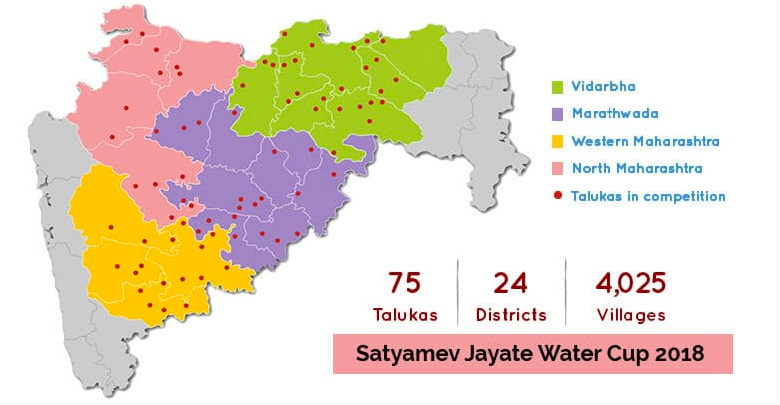 Vidarbha
Marathwada
Western Maharashtra
North Maharashtra
Talukas in competition
75 24 4,025
Talukas Districts Villages
Satyamev Jayate Water Cup 2018